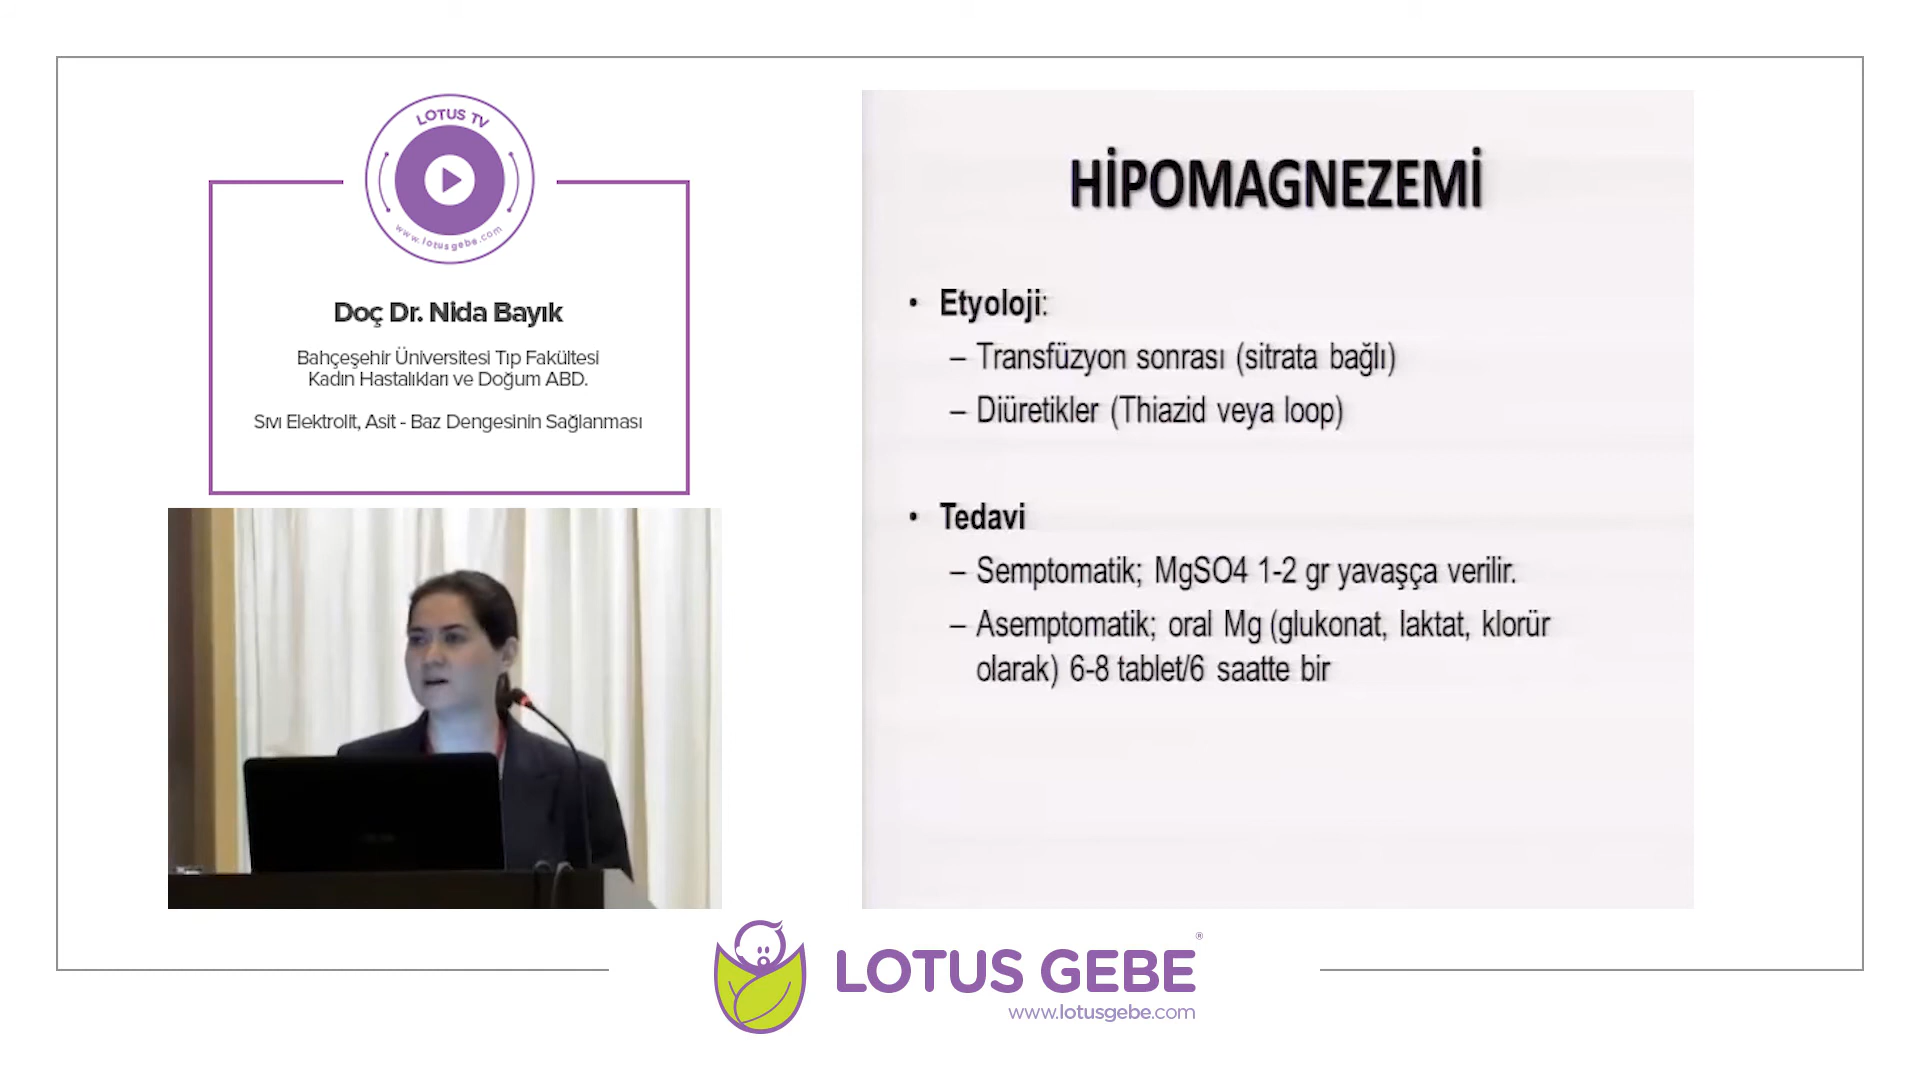 LOTUS TV
www.lotusgebe.com
Doç Dr. Nida Bayık
Bahçeşehir Üniversitesi Tıp Fakültesi
Kadın Hastalıkları ve Doğum ABD.
Sıvı Elektrolit, Asit - Baz Dengesinin Sağlanması
HİPOMAGNEZEMİ
• Etyoloji:
– Transfüzyon sonrası (sitrata bağlı)
– Diüretikler (Thiazid veya loop)
• Tedavi
– Semptomatik; MgSO4 1-2 gr yavaşça verilir.
– Asemptomatik; oral Mg (glukonat, laktat, klorür
olarak) 6-8 tablet/6 saatte bir
LOTUS GEBE®
www.lotusgebe.com